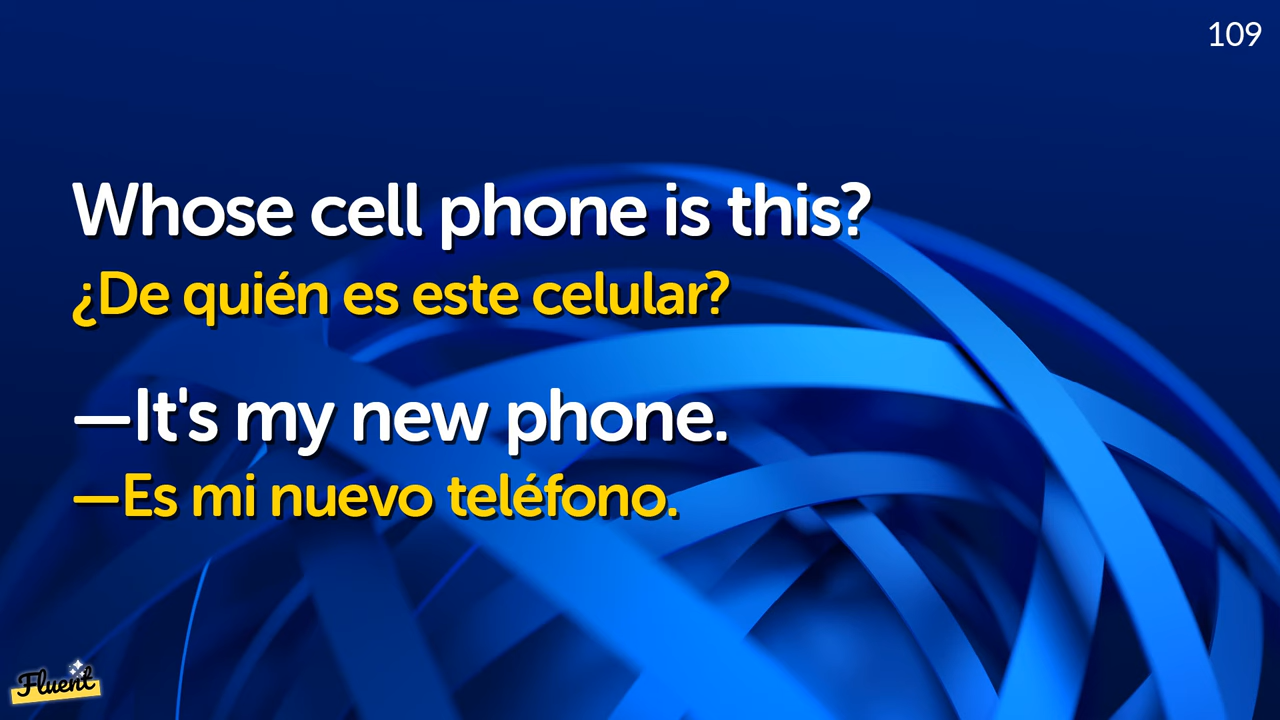 109
Whose cell phone is this?
¿De quién es este celular?
—It's my new phone.
—Es mi nuevo teléfono.
Fluent